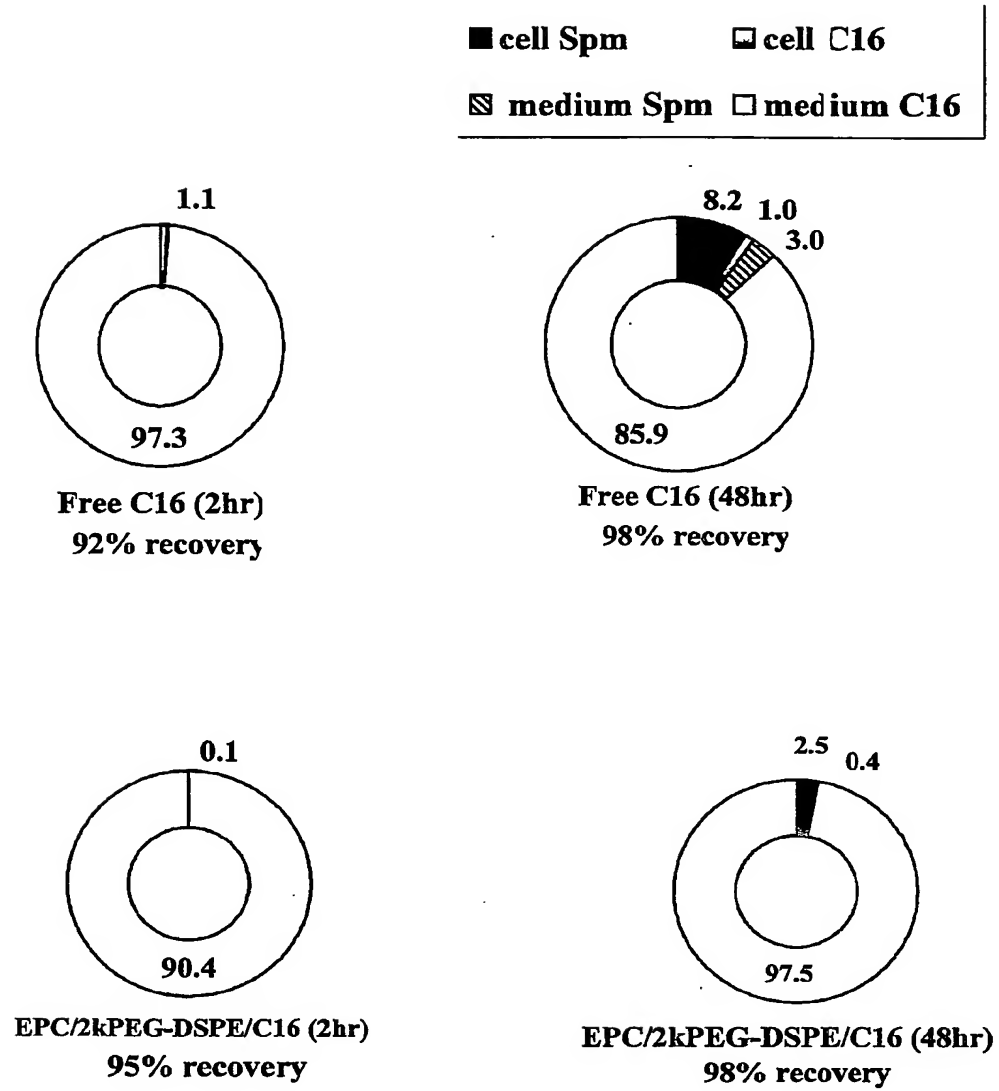 cell Spm
cell C16
medium Spm
medium C16
1.1
97.3
Free C16 (2hr)
92% recovery
8.2
1.0
3.0
85.9
Free C16 (48hr)
98% recovery
0.1
90.4
EPC/2kPEG-DSPE/C16 (2hr)
95% recovery
2.5
0.4
97.5
EPC/2kPEG-DSPE/C16 (48hr)
98% recovery